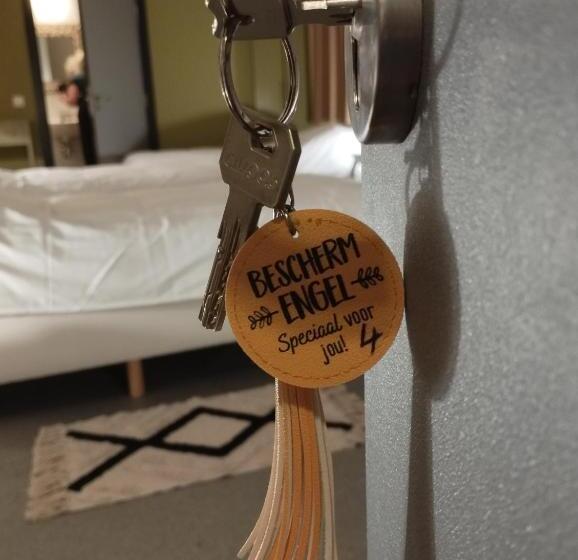 BESCHERM
ENGEL
Speciaal voor
jou! 4